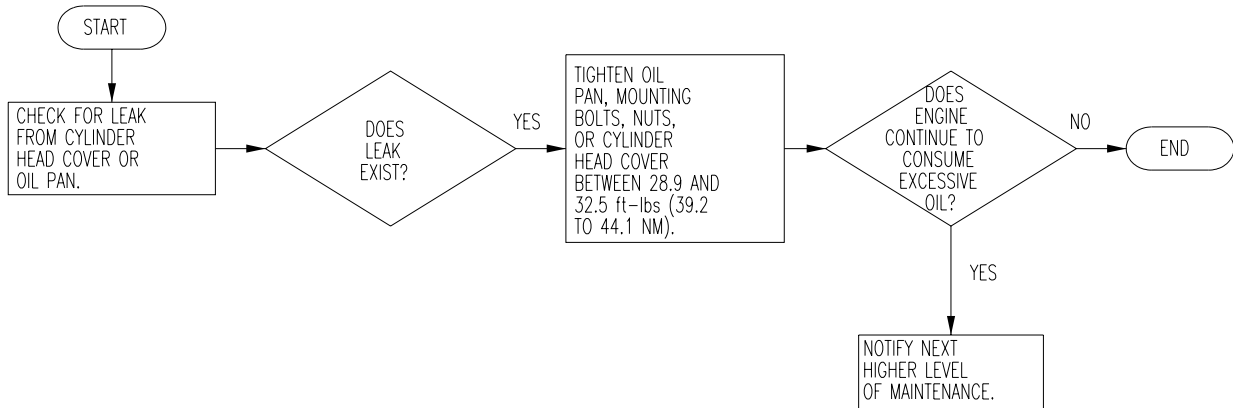 START
CHECK FOR LEAK
FROM CYLINDER
HEAD COVER OR
OIL PAN.
DOES
LEAK
EXIST?
YES
TIGHTEN OIL
PAN, MOUNTING
BOLTS, NUTS,
OR CYLINDER
HEAD COVER
BETWEEN 28.9 AND
32.5 ft-lbs (39.2
TO 44.1 NM).
DOES
ENGINE
CONTINUE TO
CONSUME
EXCESSIVE
OIL?
NO
END
YES
NOTIFY NEXT
HIGHER LEVEL
OF MAINTENANCE.